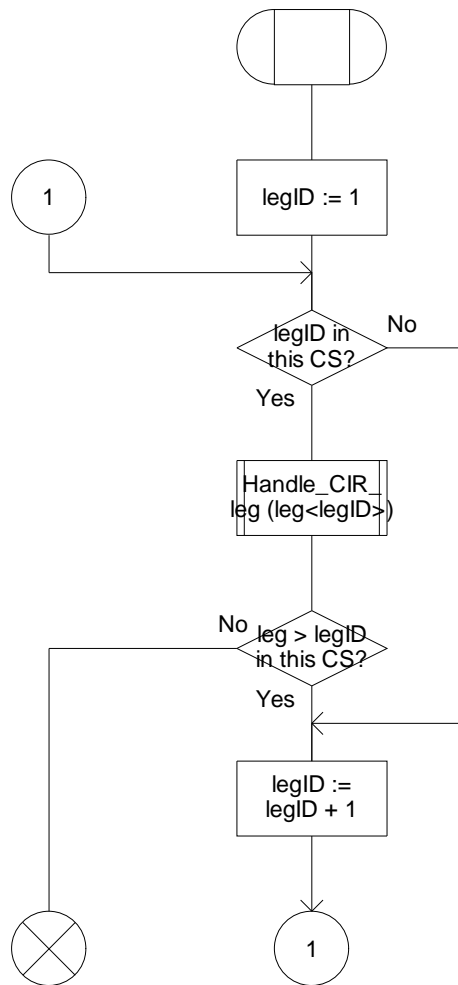 1
legID := 1
legID in
this CS?
No
Yes
Handle_CIR_
leg (leg<legID>)
No
leg > legID
in this CS?
Yes
legID :=
legID + 1
1